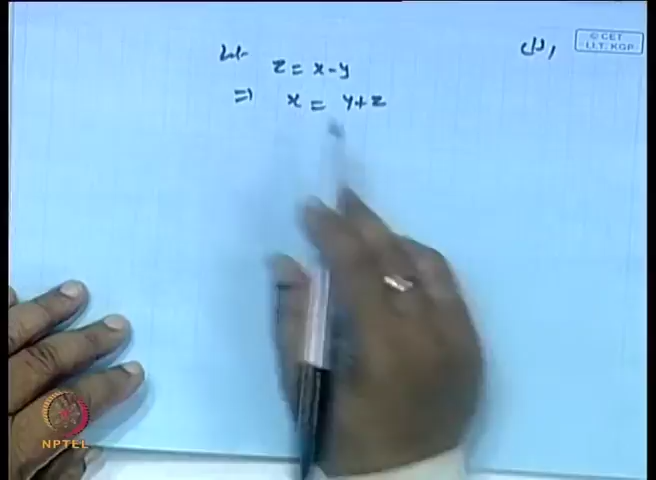 Let
z = x - y
⇒ x = y + z
© CET
I.I.T. KGP
NPTEL